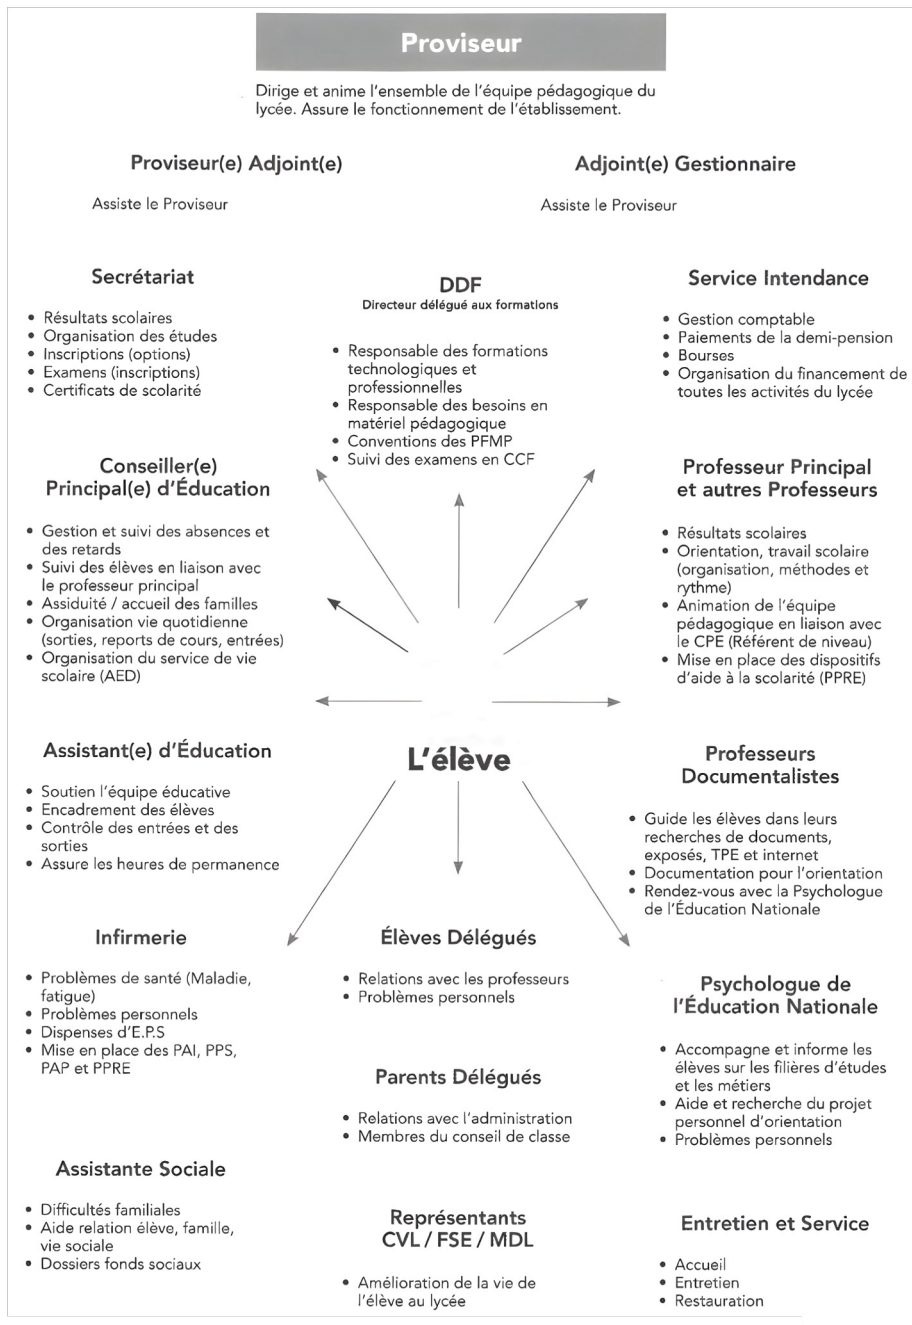 Proviseur
Dirige et anime l'ensemble de l'équipe pédagogique du
lycée. Assure le fonctionnement de l'établissement.
Proviseur(e) Adjoint(e)
Assiste le Proviseur
Adjoint(e) Gestionnaire
Assiste le Proviseur
Secrétariat
• Résultats scolaires
• Organisation des études
• Inscriptions (options)
• Examens (inscriptions)
• Certificats de scolarité
DDF
Directeur délégué aux formations
• Responsable des formations
technologiques et
professionnelles
• Responsable des besoins en
matériel pédagogique
• Conventions des PFMP
• Suivi des examens en CCF
Service Intendance
• Gestion comptable
• Paiements de la demi-pension
• Bourses
• Organisation du financement de
toutes les activités du lycée
Conseiller(e)
Principal(e) d'Éducation
• Gestion et suivi des absences et
des retards
• Suivi des élèves en liaison avec
le professeur principal
• Assiduité / accueil des familles
• Organisation vie quotidienne
(sorties, reports de cours, entrées)
• Organisation du service de vie
scolaire (AED)
Professeur Principal
et autres Professeurs
• Résultats scolaires
• Orientation, travail scolaire
(organisation, méthodes et
rythme)
• Animation de l'équipe
pédagogique en liaison avec
le CPE (Référent de niveau)
• Mise en place des dispositifs
d'aide à la scolarité (PPRE)
L'élève
Assistant(e) d'Éducation
• Soutien l'équipe éducative
• Encadrement des élèves
• Contrôle des entrées et des
sorties
• Assure les heures de permanence
Professeurs
Documentalistes
• Guide les élèves dans leurs
recherches de documents,
exposés, TPE et internet
• Documentation pour l'orientation
• Rendez-vous avec la Psychologue
de l'Éducation Nationale
Infirmerie
• Problèmes de santé (Maladie,
fatigue)
• Problèmes personnels
• Dispenses d'E.P.S
• Mise en place des PAI, PPS,
PAP et PPRE
Élèves Délégués
• Relations avec les professeurs
• Problèmes personnels
Psychologue de
l'Éducation Nationale
• Accompagne et informe les
élèves sur les filières d'études
et les métiers
• Aide et recherche du projet
personnel d'orientation
• Problèmes personnels
Parents Délégués
• Relations avec l'administration
• Membres du conseil de classe
Assistante Sociale
• Difficultés familiales
• Aide relation élève, famille,
vie sociale
• Dossiers fonds sociaux
Représentants
CVL / FSE / MDL
• Amélioration de la vie de
l'élève au lycée
Entretien et Service
• Accueil
• Entretien
• Restauration